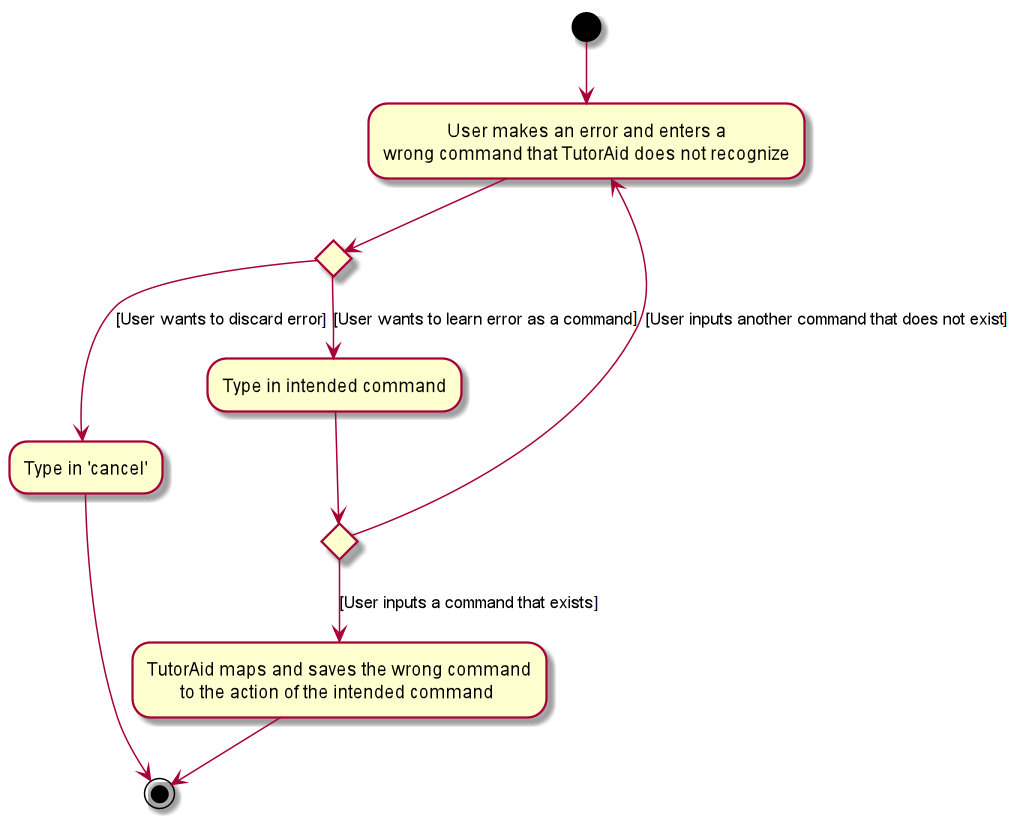 User makes an error and enters a
wrong command that TutorAid does not recognize
[User wants to discard error]
[User wants to learn error as a command]
[User inputs another command that does not exist]
Type in intended command
Type in 'cancel'
[User inputs a command that exists]
TutorAid maps and saves the wrong command
to the action of the intended command